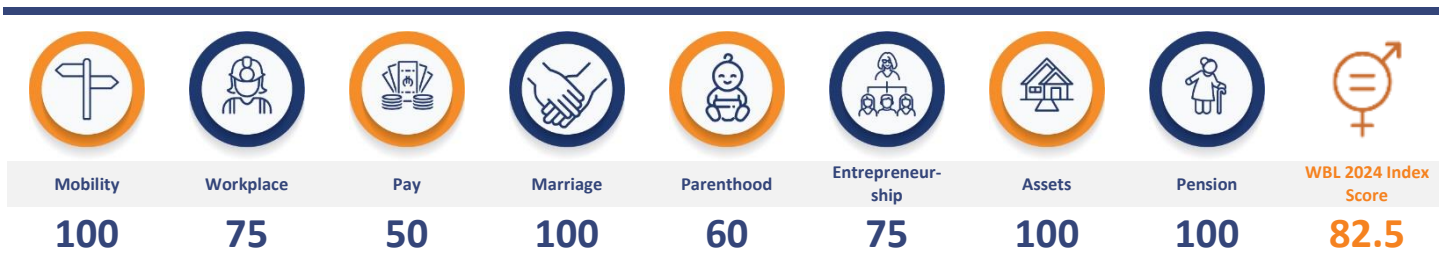 Mobility
Workplace
Pay
Marriage
Parenthood
Entrepreneur-
ship
Assets
Pension
WBL 2024 Index
Score
100
75
50
100
60
75
100
100
82.5